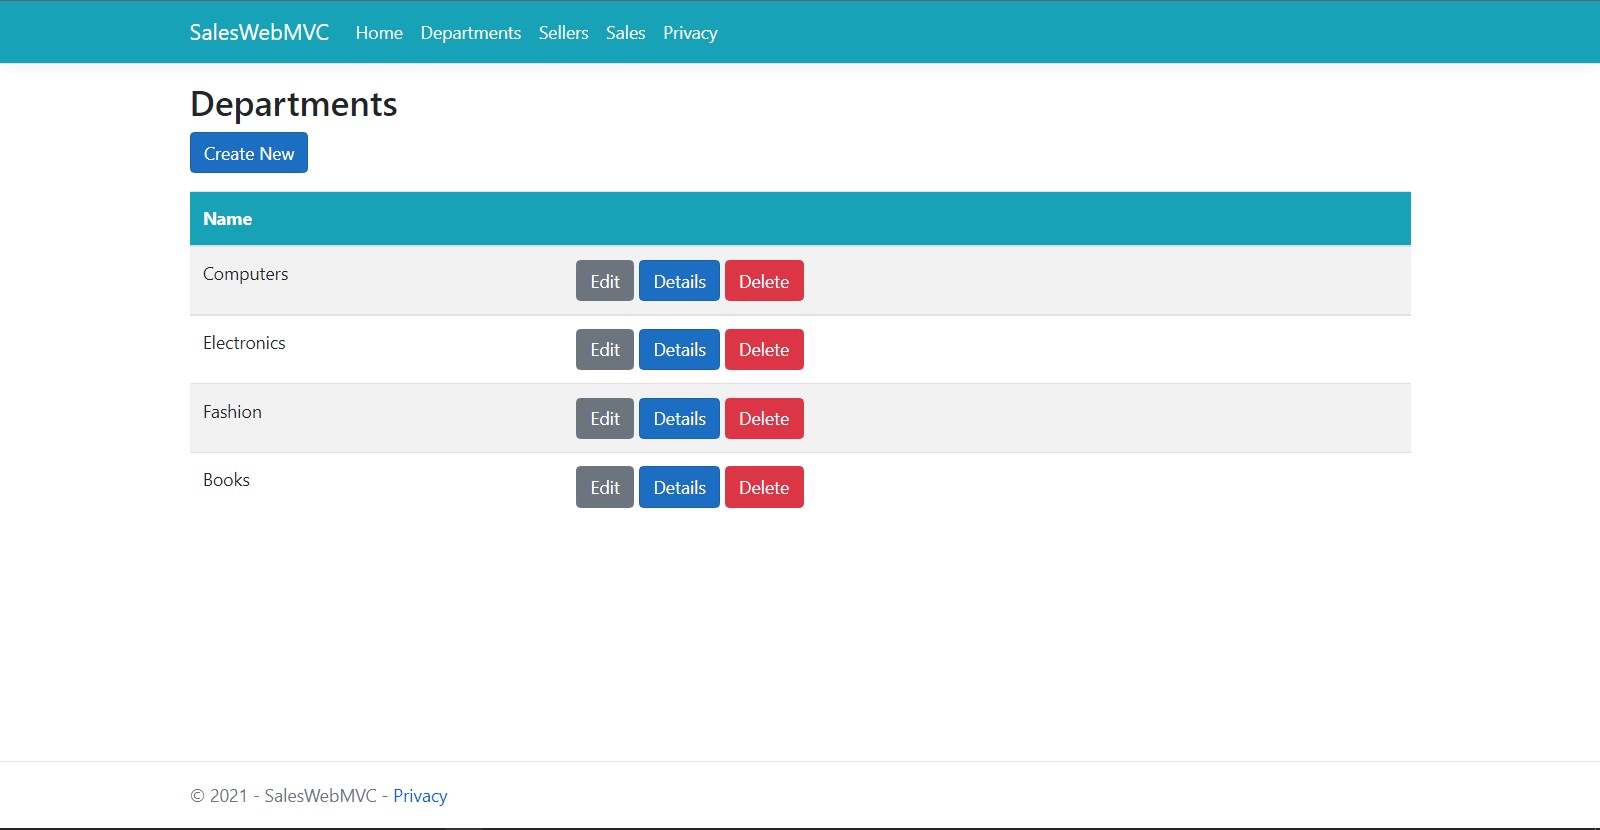 SalesWebMVC Home Departments Sellers Sales Privacy
Departments
Create New
Name
Computers Edit Details Delete
Electronics Edit Details Delete
Fashion Edit Details Delete
Books Edit Details Delete
© 2021 - SalesWebMVC - Privacy